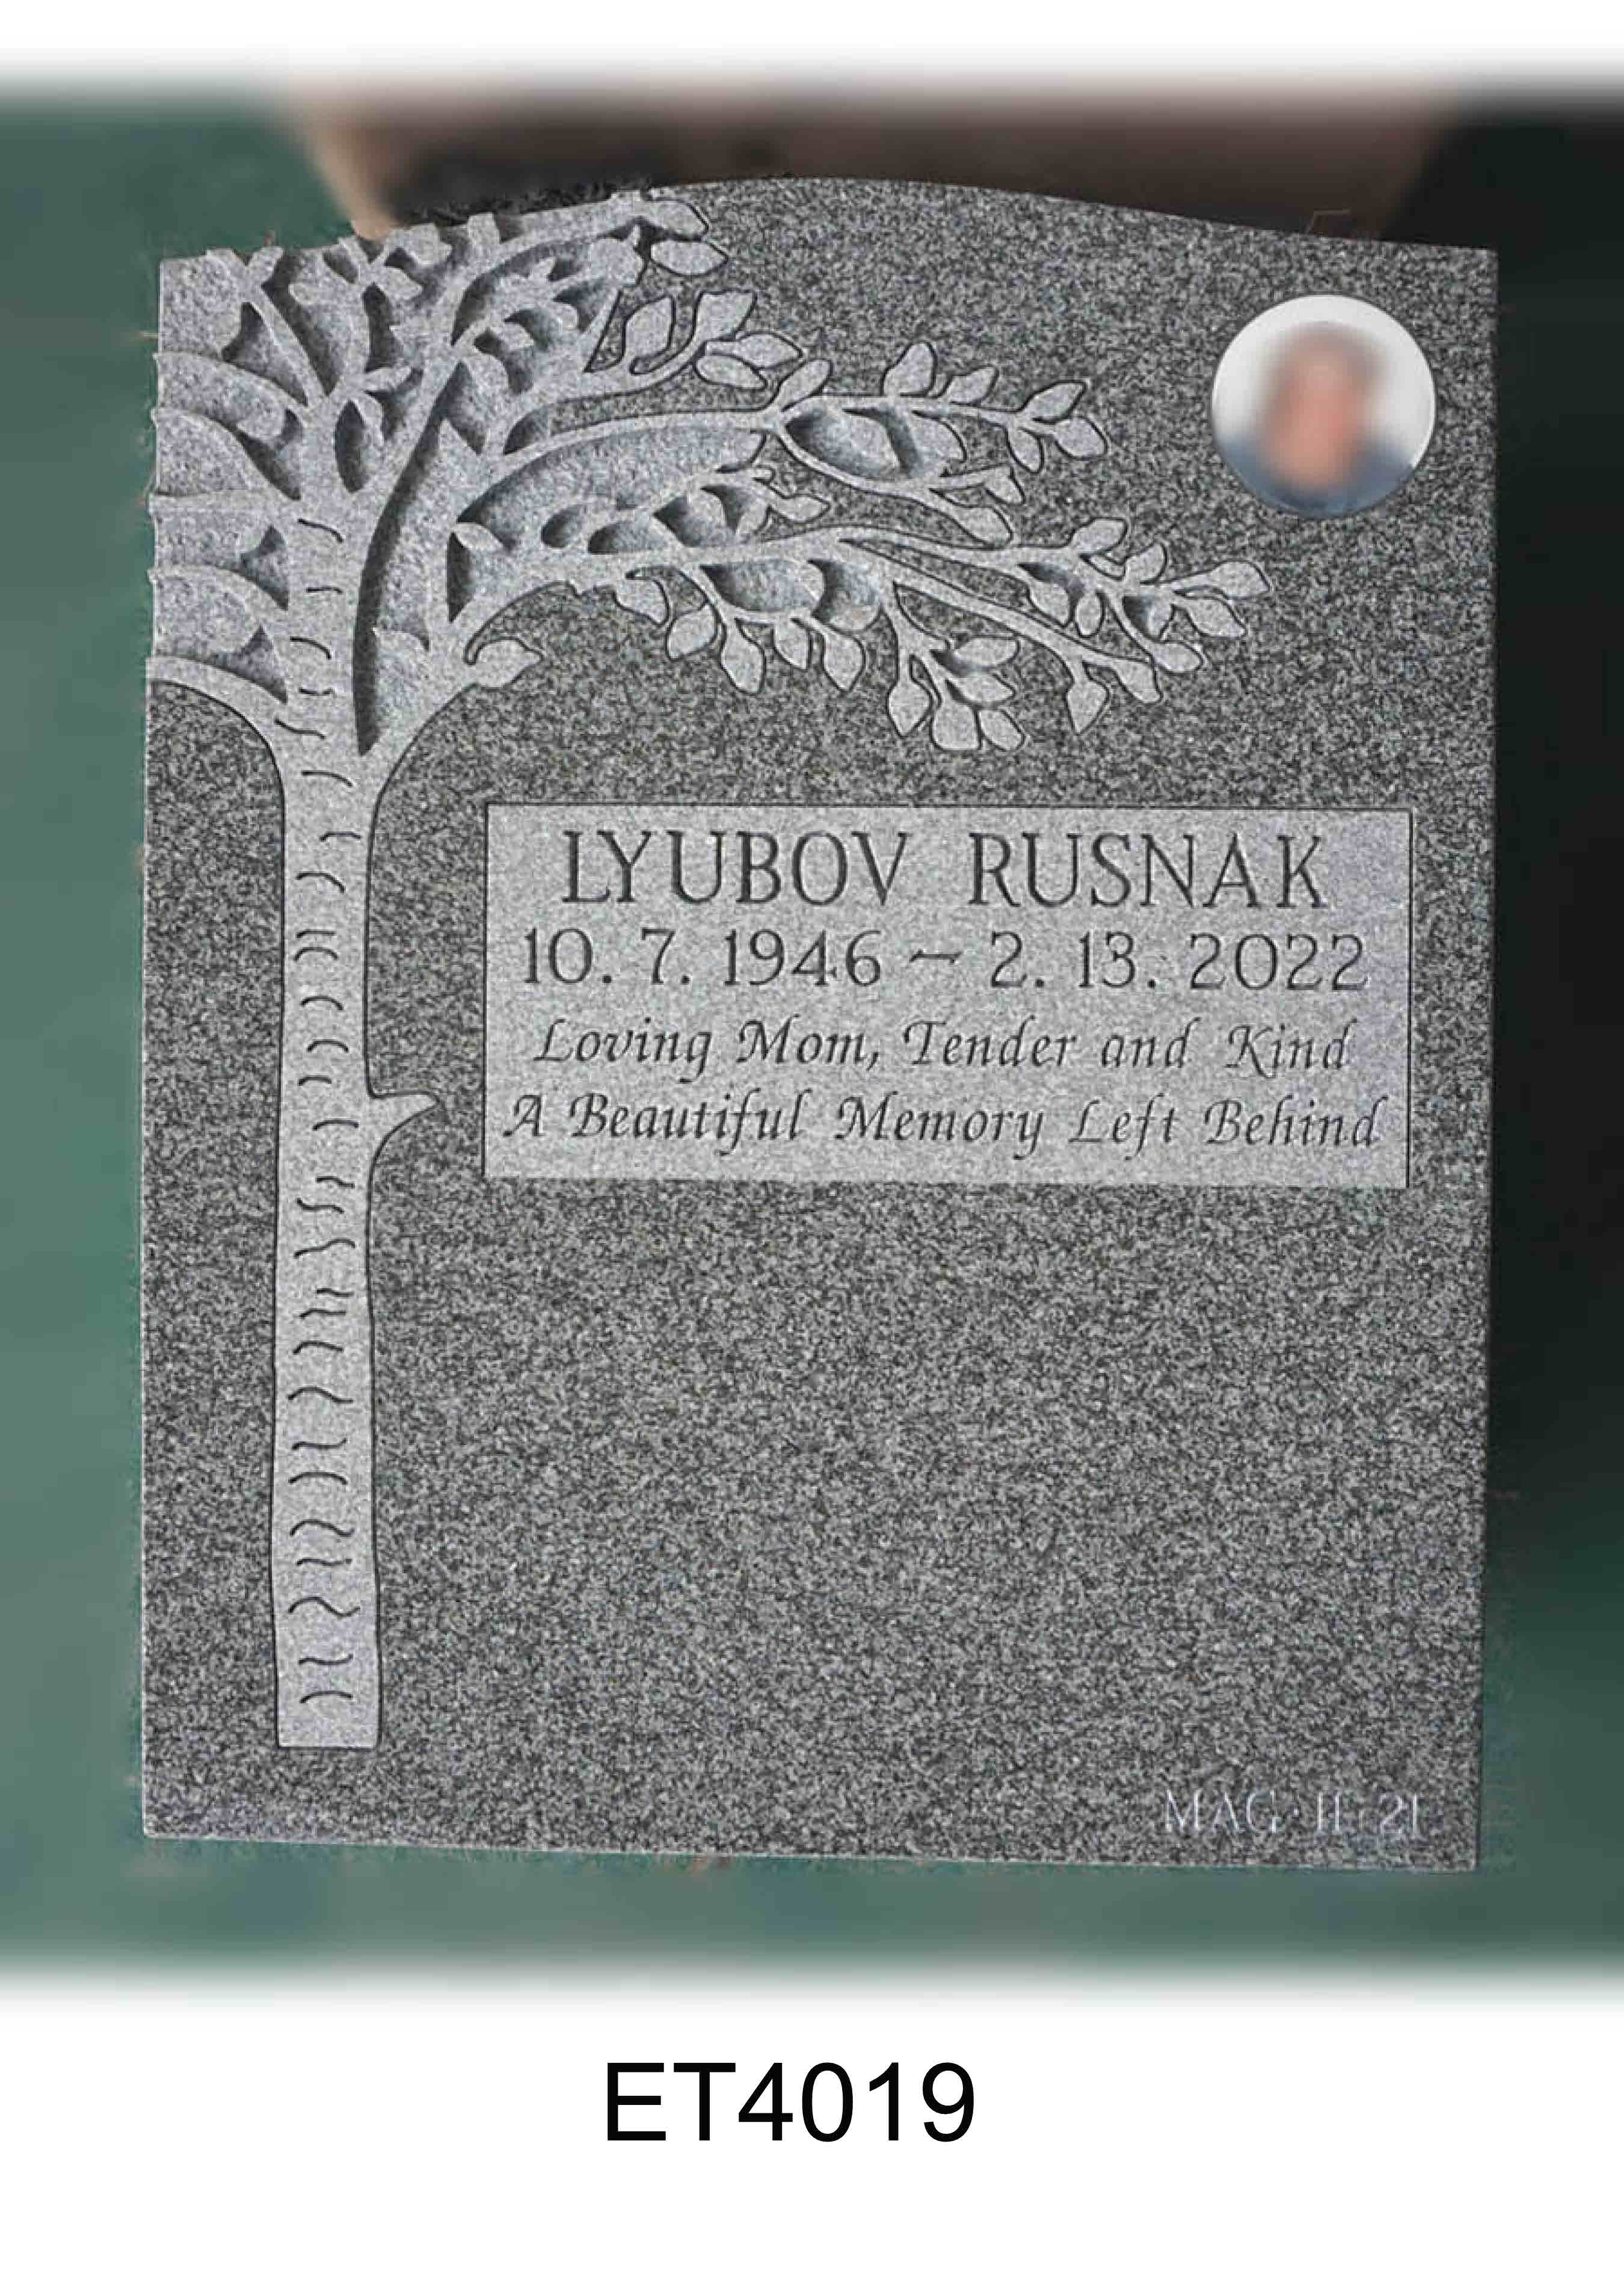 LYUBOV RUSNAK
10. 7. 1946 – 2. 13. 2022
Loving Mom, Tender and Kind
A Beautiful Memory Left Behind
ET4019